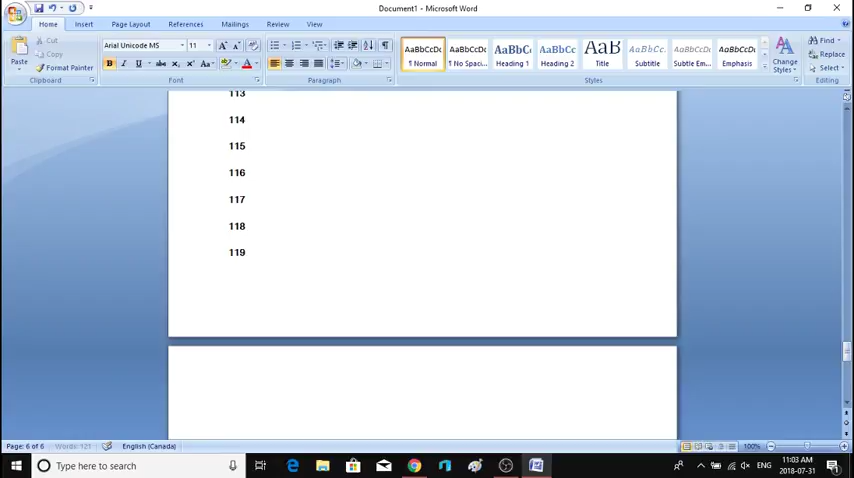 Document1 - Microsoft Word
Home Insert Page Layout References Mailings Review View
Paste
Cut
Copy
Format Painter
Clipboard
Arial Unicode MS 11
Font
Paragraph
AaBbCcDc AaBbCcDc AaBbC AaBbCc AaB AaBbCc. AaBbCcDc AaBbCcDc
¶ Normal ¶ No Spaci... Heading 1 Heading 2 Title Subtitle Subtle Em... Emphasis
Change Styles
Styles
Find
Replace
Select
Editing
113
114
115
116
117
118
119
Page: 6 of 6 Words: 121 English (Canada) 100%
Type here to search
ENG
11:03 AM
2018-07-31